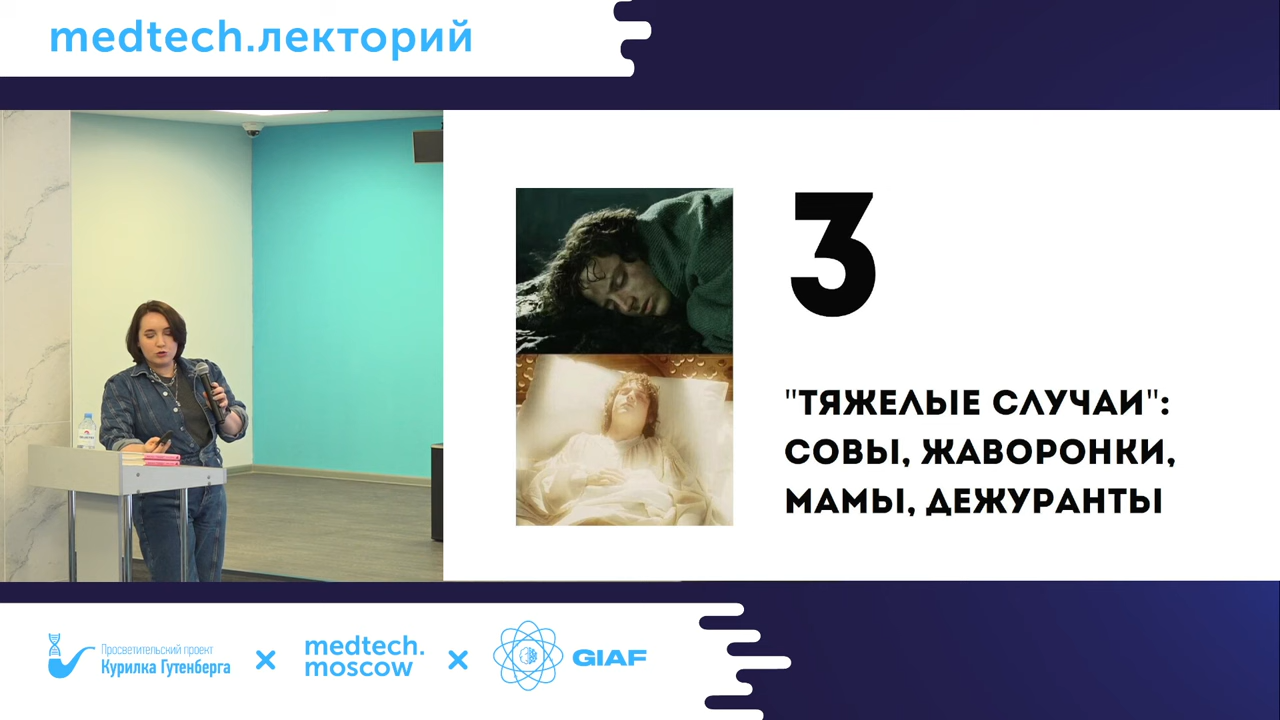 medtech.лекторий
3
"ТЯЖЕЛЫЕ СЛУЧАИ":
СОВЫ, ЖАВОРОНКИ,
МАМЫ, ДЕЖУРАНТЫ
Просветительский проект
Курилка Гутенберга
×
medtech.
moscow
×
GIAF